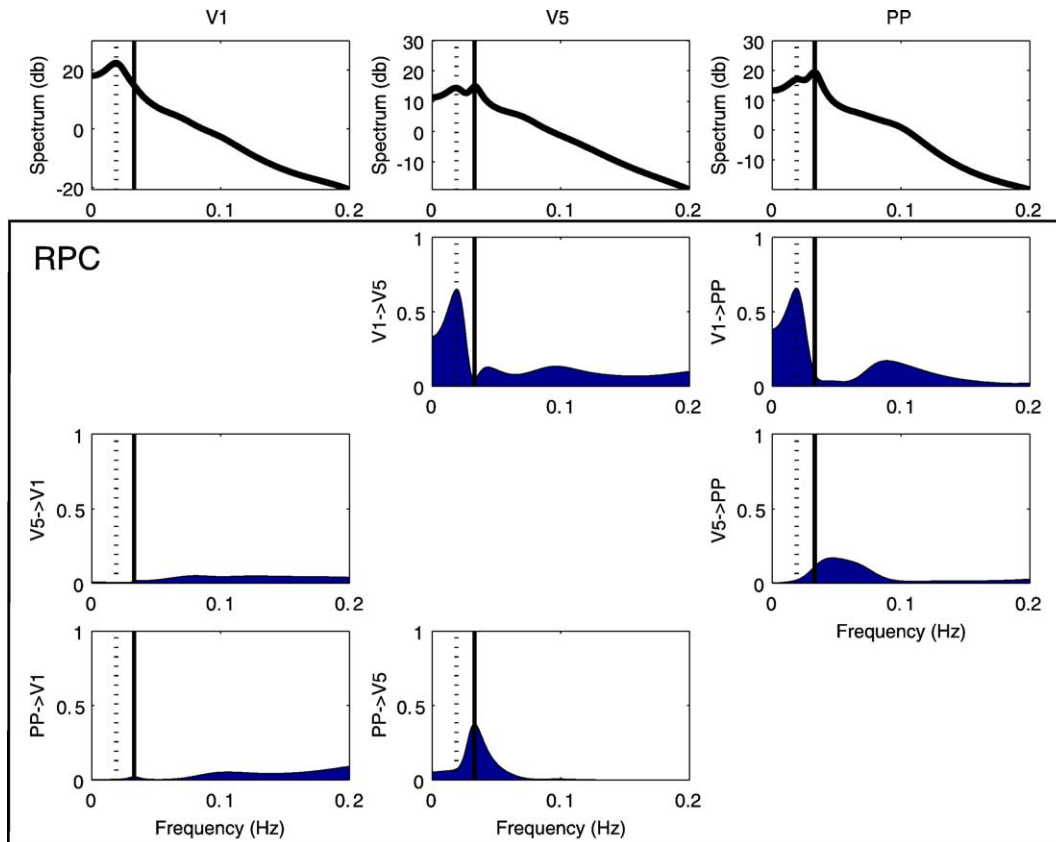 V1 V5 PP
Spectrum (db) 20 0 -20 0 0.1 0.2
Spectrum (db) 30 20 10 0 -10 0 0.1 0.2
Spectrum (db) 30 20 10 0 -10 0 0.1 0.2
RPC
V1->V5 1 0.5 0 0 0.1 0.2
V1->PP 1 0.5 0 0 0.1 0.2
V5->V1 1 0.5 0 0 0.1 0.2
V5->PP 1 0.5 0 0 0.1 0.2
Frequency (Hz)
PP->V1 1 0.5 0 0 0.1 0.2
Frequency (Hz)
PP->V5 1 0.5 0 0 0.1 0.2
Frequency (Hz)